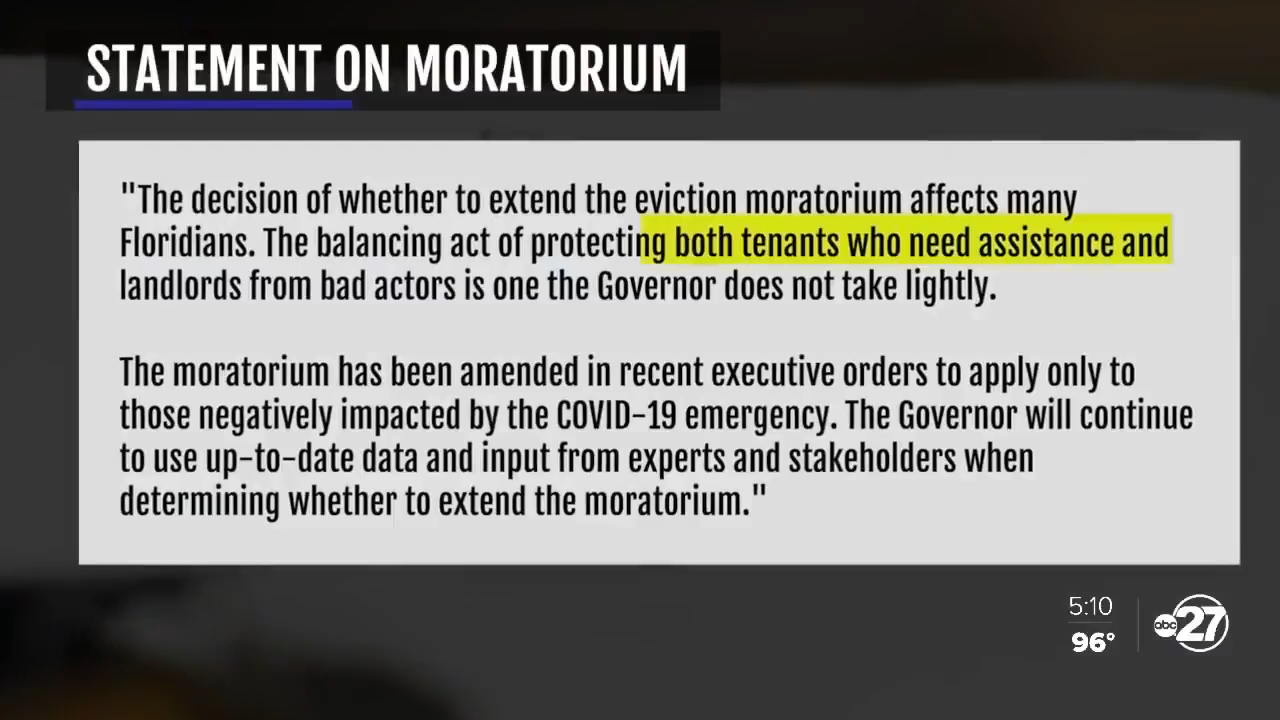 STATEMENT ON MORATORIUM
"The decision of whether to extend the eviction moratorium affects many
Floridians. The balancing act of protecting both tenants who need assistance and
landlords from bad actors is one the Governor does not take lightly.
The moratorium has been amended in recent executive orders to apply only to
those negatively impacted by the COVID-19 emergency. The Governor will continue
to use up-to-date data and input from experts and stakeholders when
determining whether to extend the moratorium."
5:10
96°
abc 27